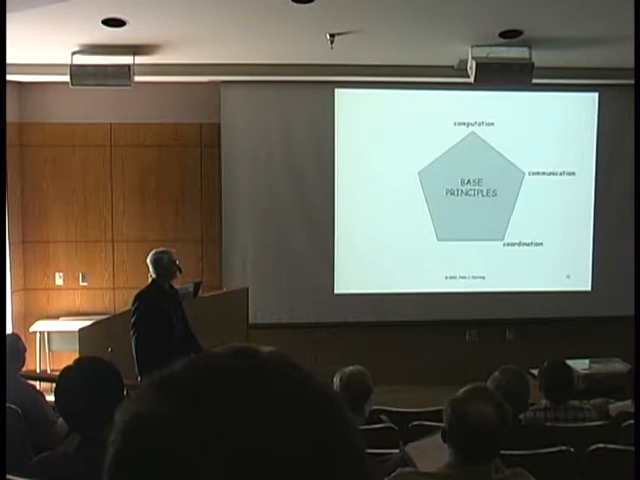 computation
communication
BASE
PRINCIPLES
coordination